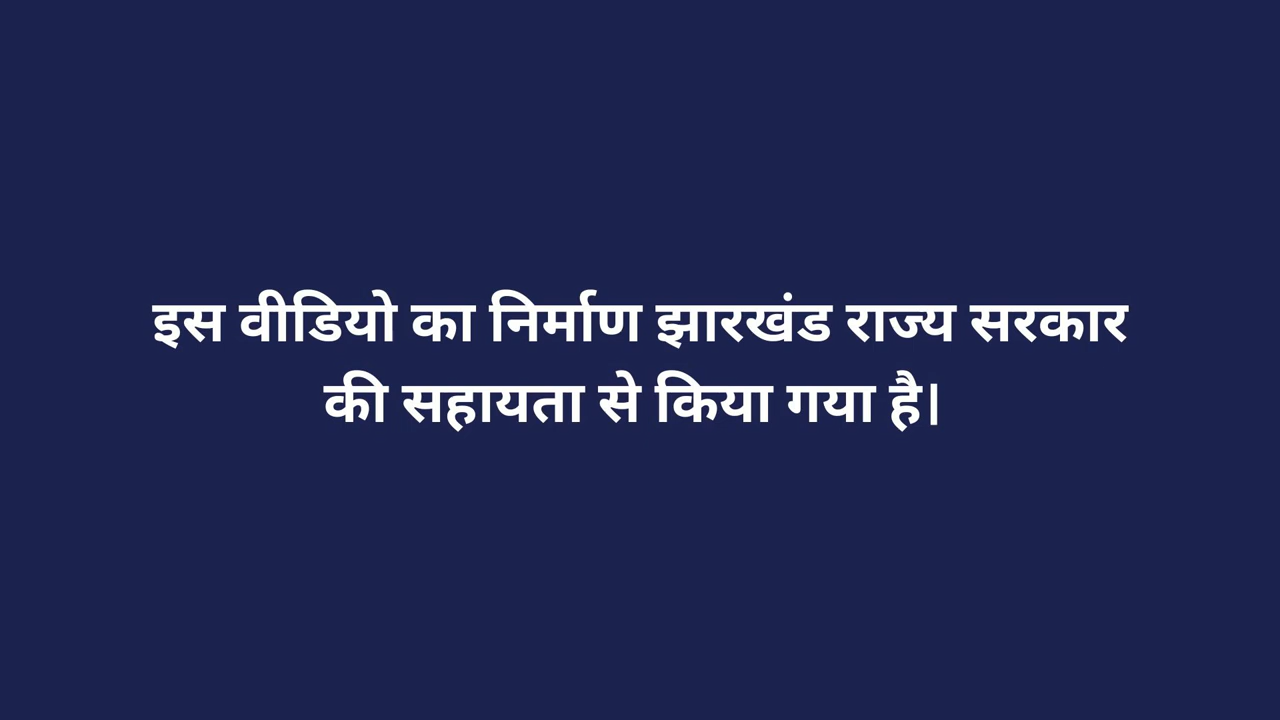 इस वीडियो का निर्माण झारखंड राज्य सरकार
की सहायता से किया गया है।